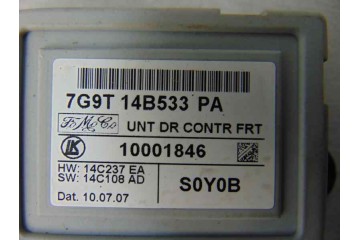 7G9T 14B533 PA
FoMoCo UNT DR CONTR FRT
LK 10001846
HW: 14C237 EA
SW: 14C108 AD
S0Y0B
Dat. 10.07.07